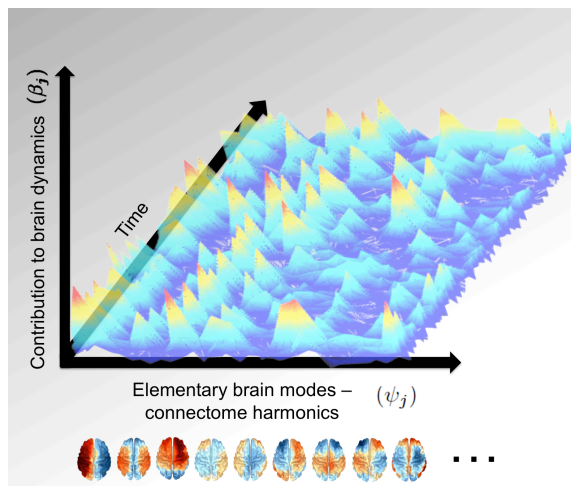 Contribution to brain dynamics (βj)
Time
Elementary brain modes –
connectome harmonics
(ψj)
...